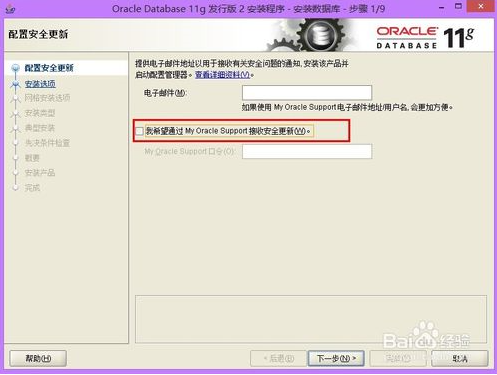 Oracle Database 11g 发行版 2 安装程序 - 安装数据库 - 步骤 1/9
配置安全更新
ORACLE 11g
DATABASE
配置安全更新
安装选项
网格安装选项
安装类型
典型安装
先决条件检查
概要
安装产品
完成
提供电子邮件地址以用于接收有关安全问题的通知, 安装该产品并
启动配置管理器。查看详细资料(V)。
电子邮件(M):
如果使用 My Oracle Support 电子邮件地址/用户名, 会更加方便。
我希望通过 My Oracle Support 接收安全更新(W)。
My Oracle Support 口令(O):
帮助(H)
< 后退(B)
下一步(N) >
完成(F)
取消
Baidu 经验